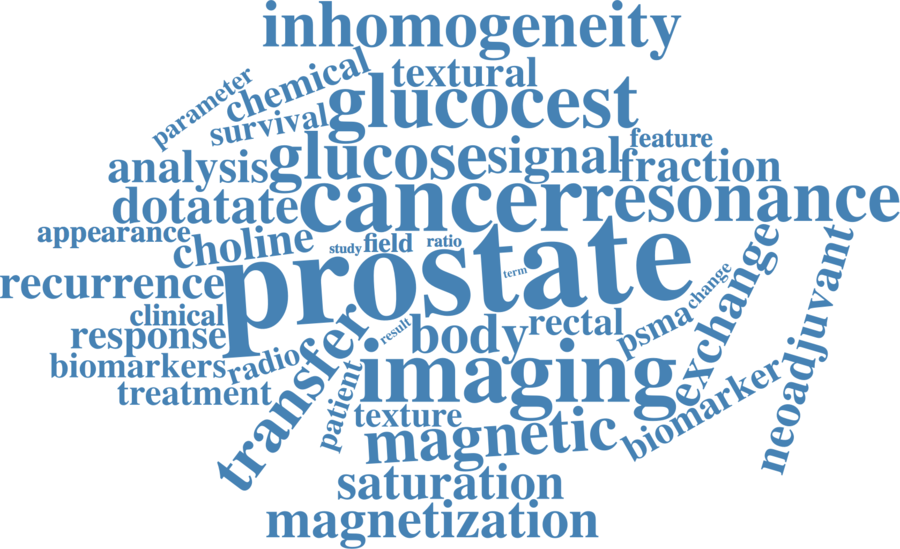 inhomogeneity
chemical
textural
parameter
glucocest
survival
feature
analysis
glucose
signal
fraction
dotatate
cancer
resonance
appearance
choline
study
field
ratio
prostate
term
change
exchange
neoadjuvant
recurrence
clinical
response
result
body
rectal
psma
biomarkers
radio
transfer
imaging
treatment
patient
texture
biomarker
magnetic
saturation
magnetization